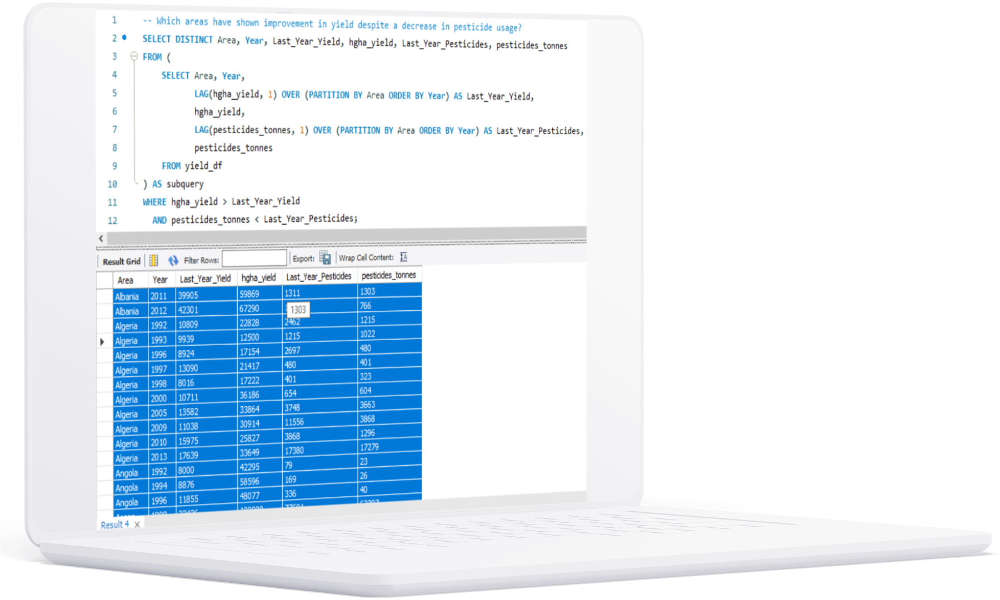 1 -- Which areas have shown improvement in yield despite a decrease in pesticide usage?
2 SELECT DISTINCT Area, Year, Last_Year_Yield, hgha_yield, Last_Year_Pesticides, pesticides_tonnes
3 FROM (
4 SELECT Area, Year,
5 LAG(hgha_yield, 1) OVER (PARTITION BY Area ORDER BY Year) AS Last_Year_Yield,
6 hgha_yield,
7 LAG(pesticides_tonnes, 1) OVER (PARTITION BY Area ORDER BY Year) AS Last_Year_Pesticides,
8 pesticides_tonnes
9 FROM yield_df
10 ) AS subquery
11 WHERE hgha_yield > Last_Year_Yield
12 AND pesticides_tonnes < Last_Year_Pesticides;
Result Grid Filter Rows: Export: Wrap Cell Content: IA
Area Year Last_Year_Yield hgha_yield Last_Year_Pesticides pesticides_tonnes
Albania 2011 39905 59869 1311 1303
Albania 2012 42301 67290 1303 766
Algeria 1992 10809 22828 2462 1215
Algeria 1993 9939 12500 1215 1022
Algeria 1996 8924 17154 2697 480
Algeria 1997 13090 21417 480 401
Algeria 1998 8016 17222 401 323
Algeria 2000 10711 36186 654 604
Algeria 2005 13582 33864 3748 3663
Algeria 2009 11038 30914 11556 3868
Algeria 2010 15975 25827 3868 1296
Algeria 2013 17639 33649 17380 17279
Angola 1992 8000 42295 79 23
Angola 1994 8876 58596 169 26
Angola 1996 11855 48077 336 40
Result 4 ×